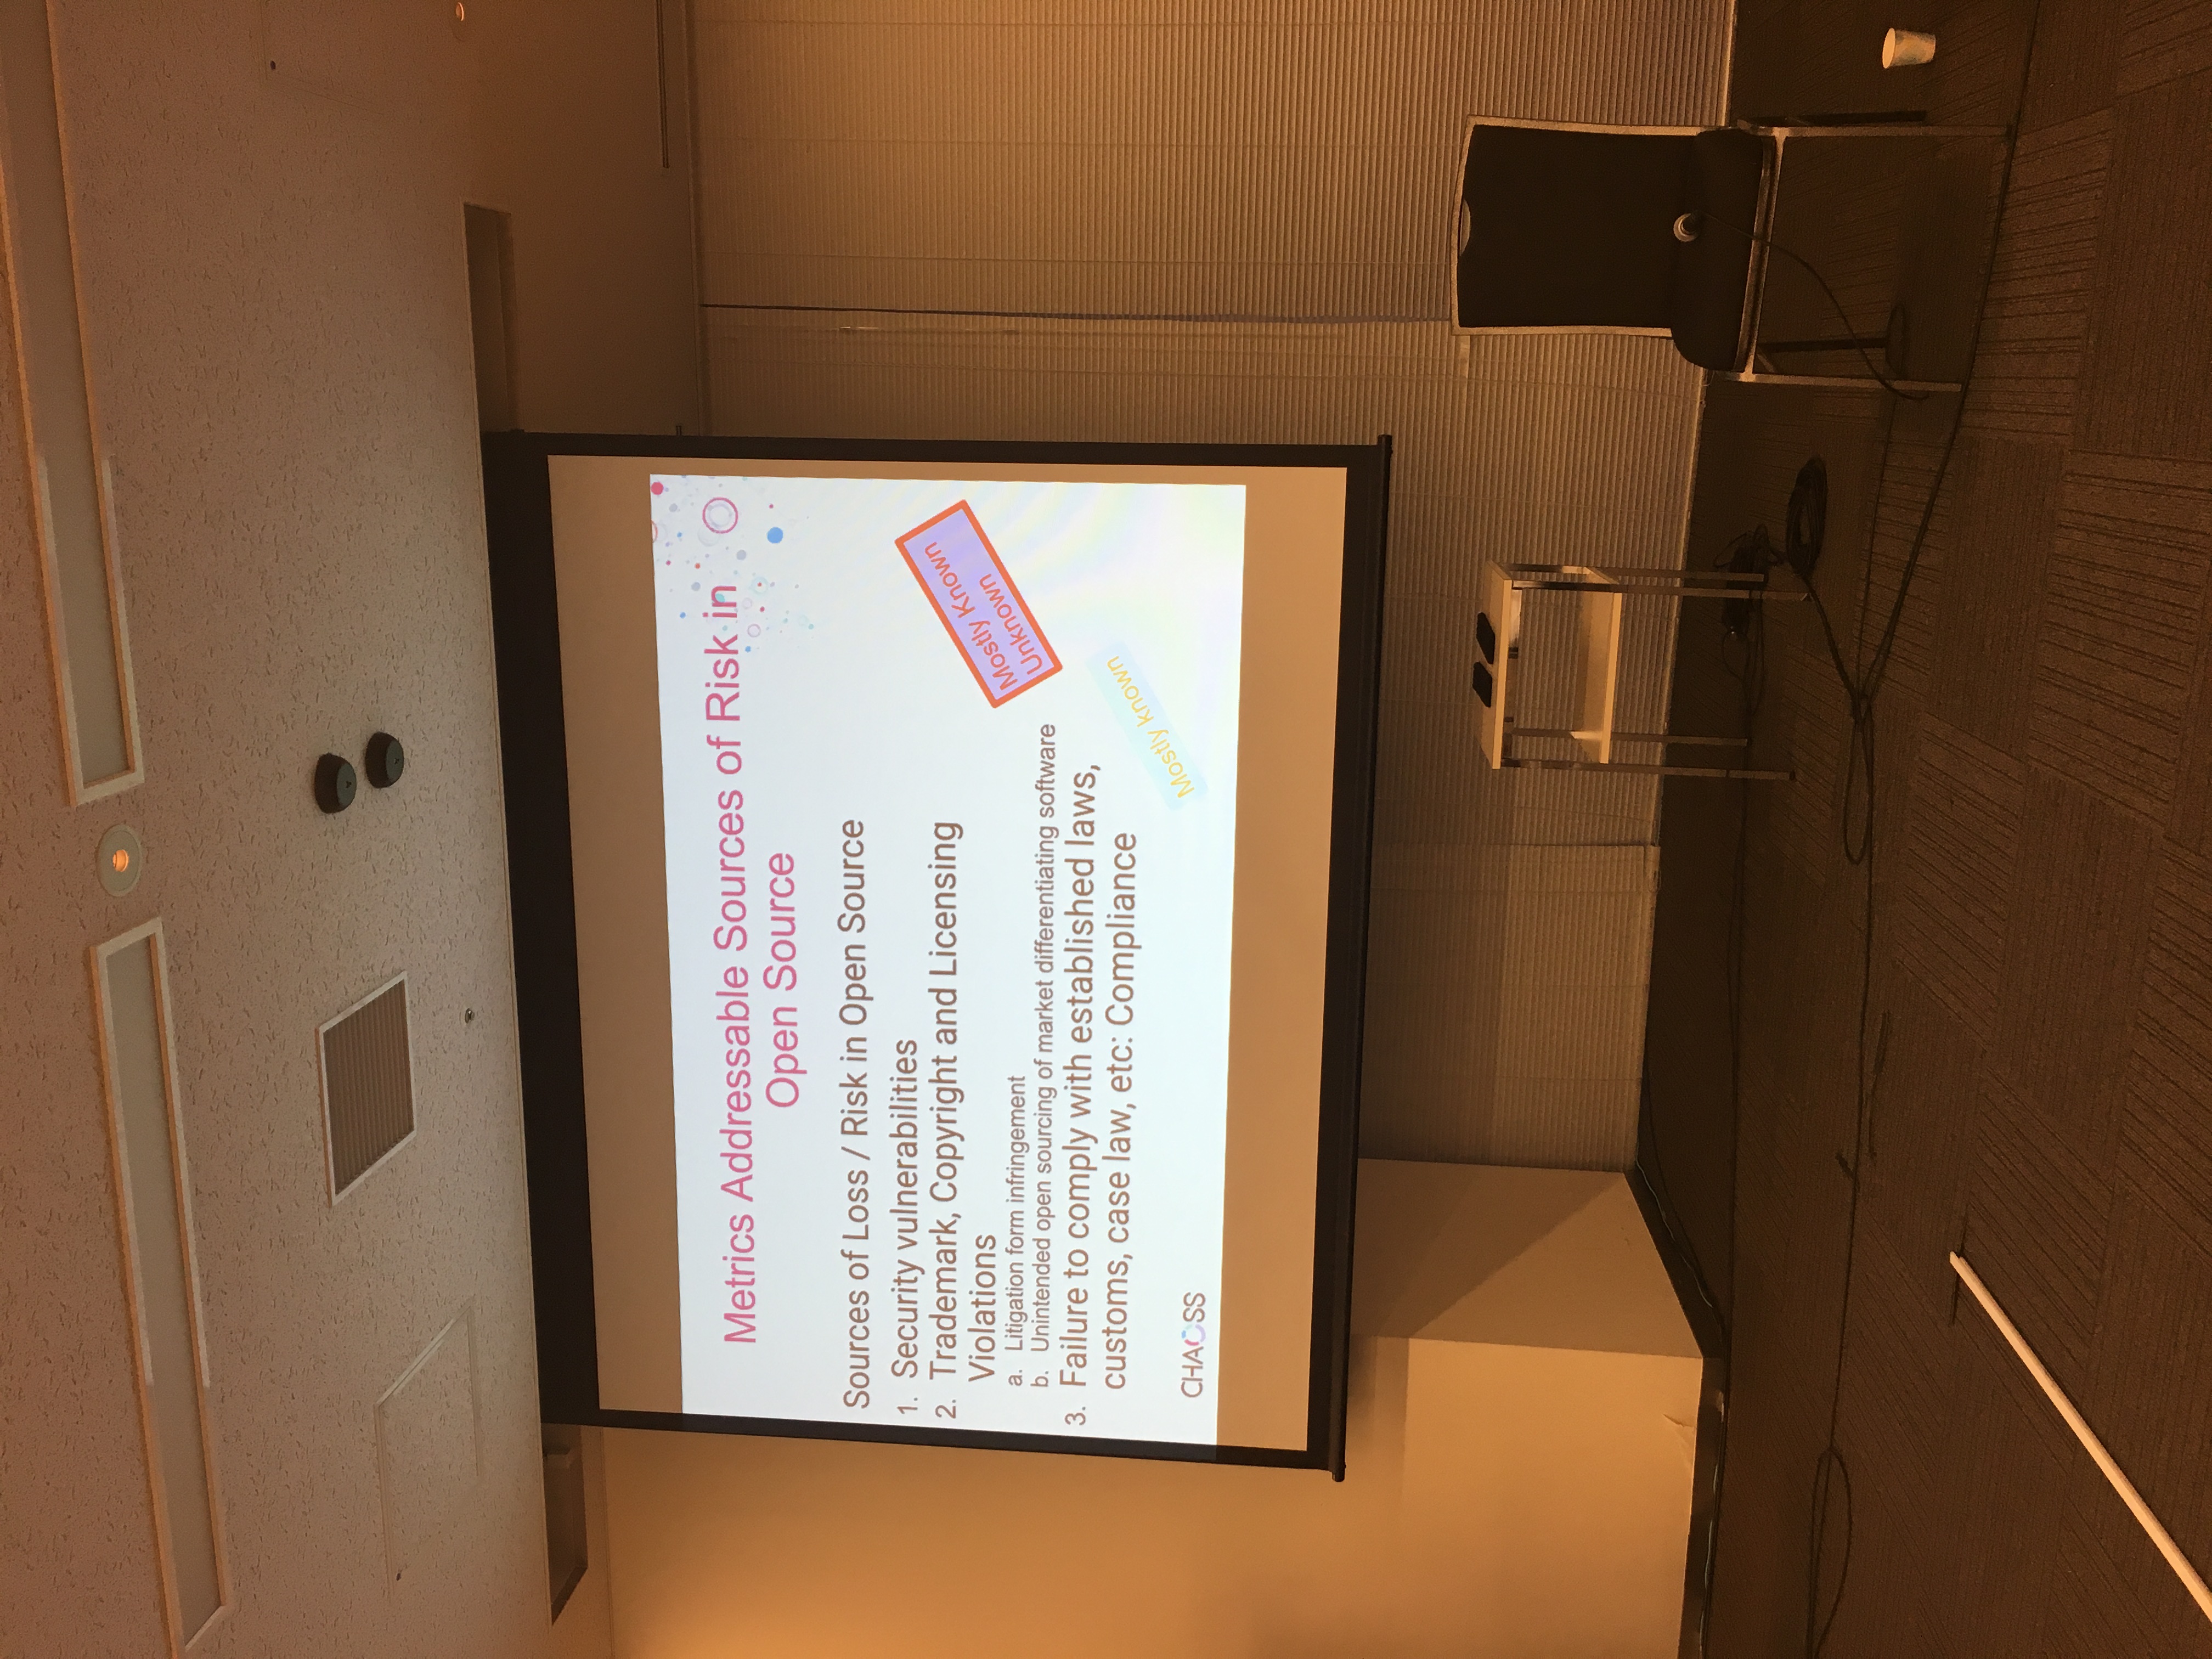 Metrics Addressable Sources of Risk in
Open Source
Sources of Loss / Risk in Open Source
1. Security vulnerabilities
2. Trademark, Copyright and Licensing
Violations
a. Litigation form infringement
b. Unintended open sourcing of market differentiating software
3. Failure to comply with established laws,
customs, case law, etc: Compliance
Mostly Known
Unknown
Mostly known
CHAOSS